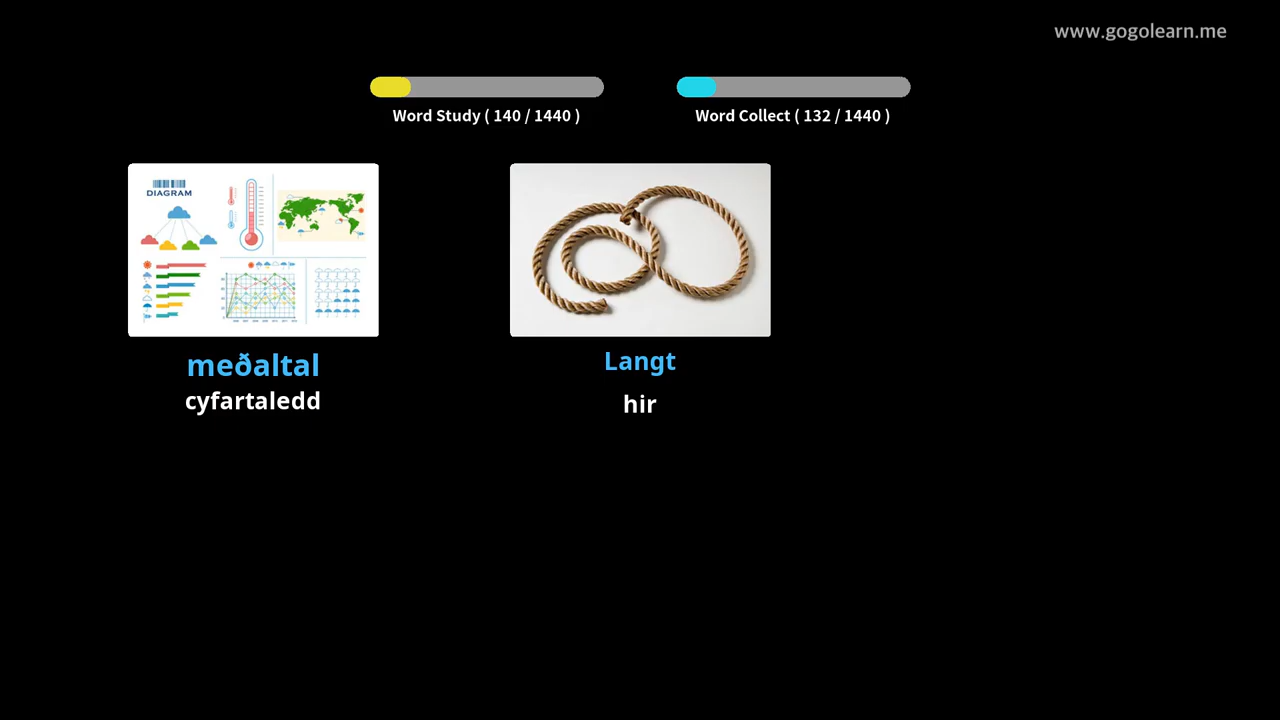 www.gogolearn.me
Word Study ( 140 / 1440 )
Word Collect ( 132 / 1440 )
DIAGRAM
meðaltal
cyfartaledd
Langt
hir